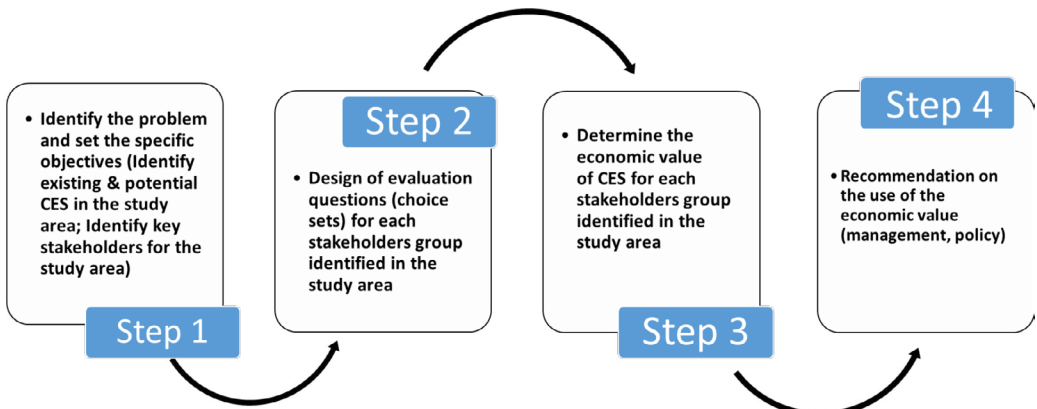 • Identify the problem
and set the specific
objectives (Identify
existing & potential
CES in the study
area; Identify key
stakeholders for the
study area)
Step 1
Step 2
• Design of evaluation
questions (choice
sets) for each
stakeholders group
identified in the
study area
• Determine the
economic value
of CES for each
stakeholders group
identified in the
study area
Step 3
Step 4
• Recommendation on
the use of the
economic value
(management, policy)